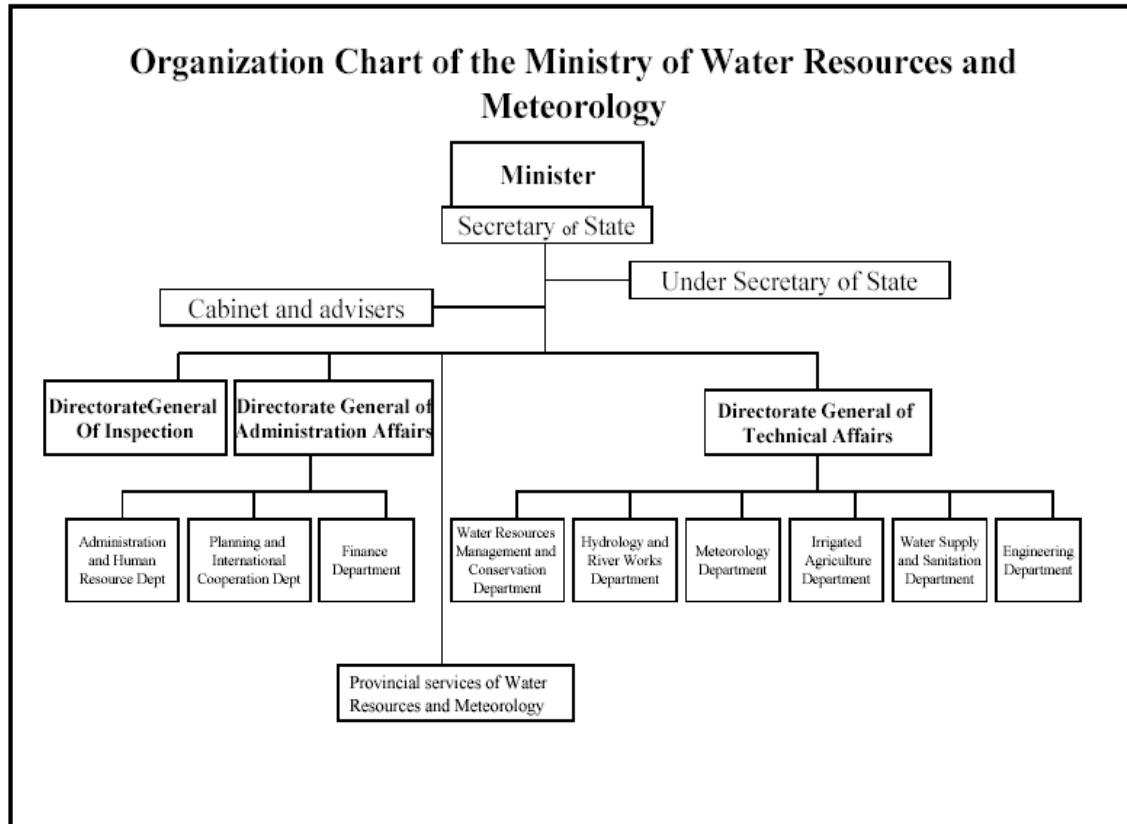 Organization Chart of the Ministry of Water Resources and
Meteorology
Minister
Secretary of State
Under Secretary of State
Cabinet and advisers
DirectorateGeneral
Of Inspection
Directorate General of
Administration Affairs
Directorate General of
Technical Affairs
Administration
and Human
Resource Dept
Planning and
International
Cooperation Dept
Finance
Department
Water Resources
Management and
Conservation
Department
Hydrology and
River Works
Department
Meteorology
Department
Irrigated
Agriculture
Department
Water Supply
and Sanitation
Department
Engineering
Department
Provincial services of Water
Resources and Meteorology